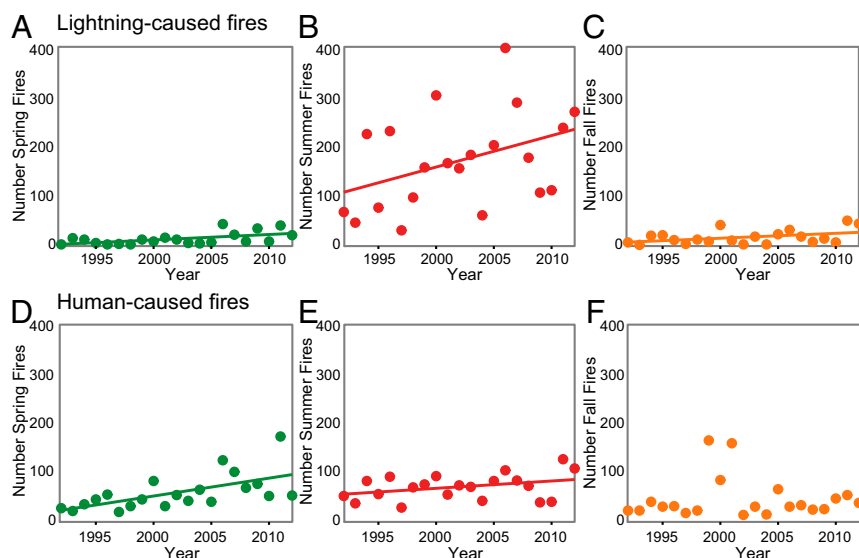 A Lightning-caused fires
Number Spring Fires
400
300
200
100
0
1995 2000 2005 2010
Year
B
Number Summer Fires
400
300
200
100
0
1995 2000 2005 2010
Year
C
Number Fall Fires
400
300
200
100
0
1995 2000 2005 2010
Year
D Human-caused fires
Number Spring Fires
400
300
200
100
0
1995 2000 2005 2010
Year
E
Number Summer Fires
400
300
200
100
0
1995 2000 2005 2010
Year
F
Number Fall Fires
400
300
200
100
0
1995 2000 2005 2010
Year